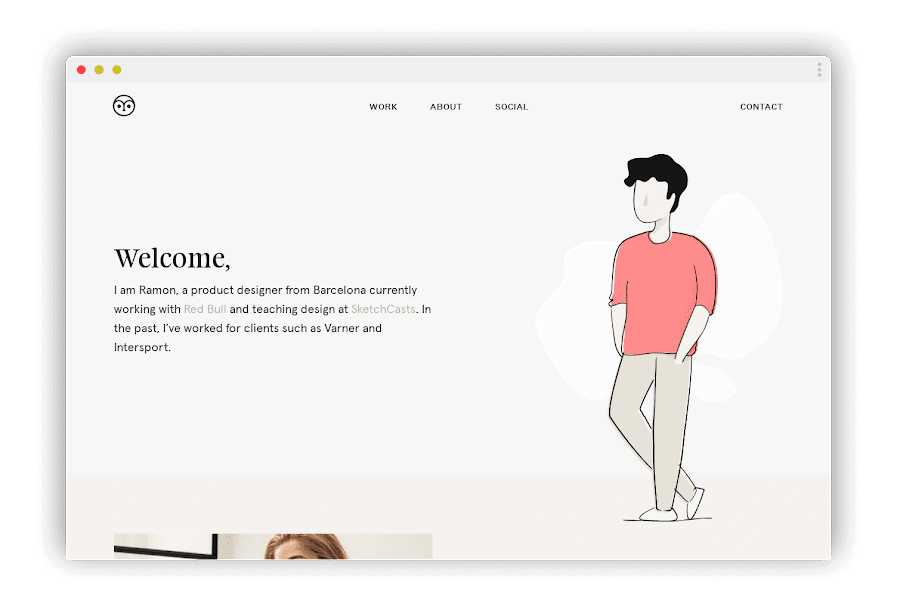 WORK
ABOUT
SOCIAL
CONTACT
Welcome,
I am Ramon, a product designer from Barcelona currently
working with Red Bull and teaching design at SketchCasts. In
the past, I’ve worked for clients such as Varner and
Intersport.